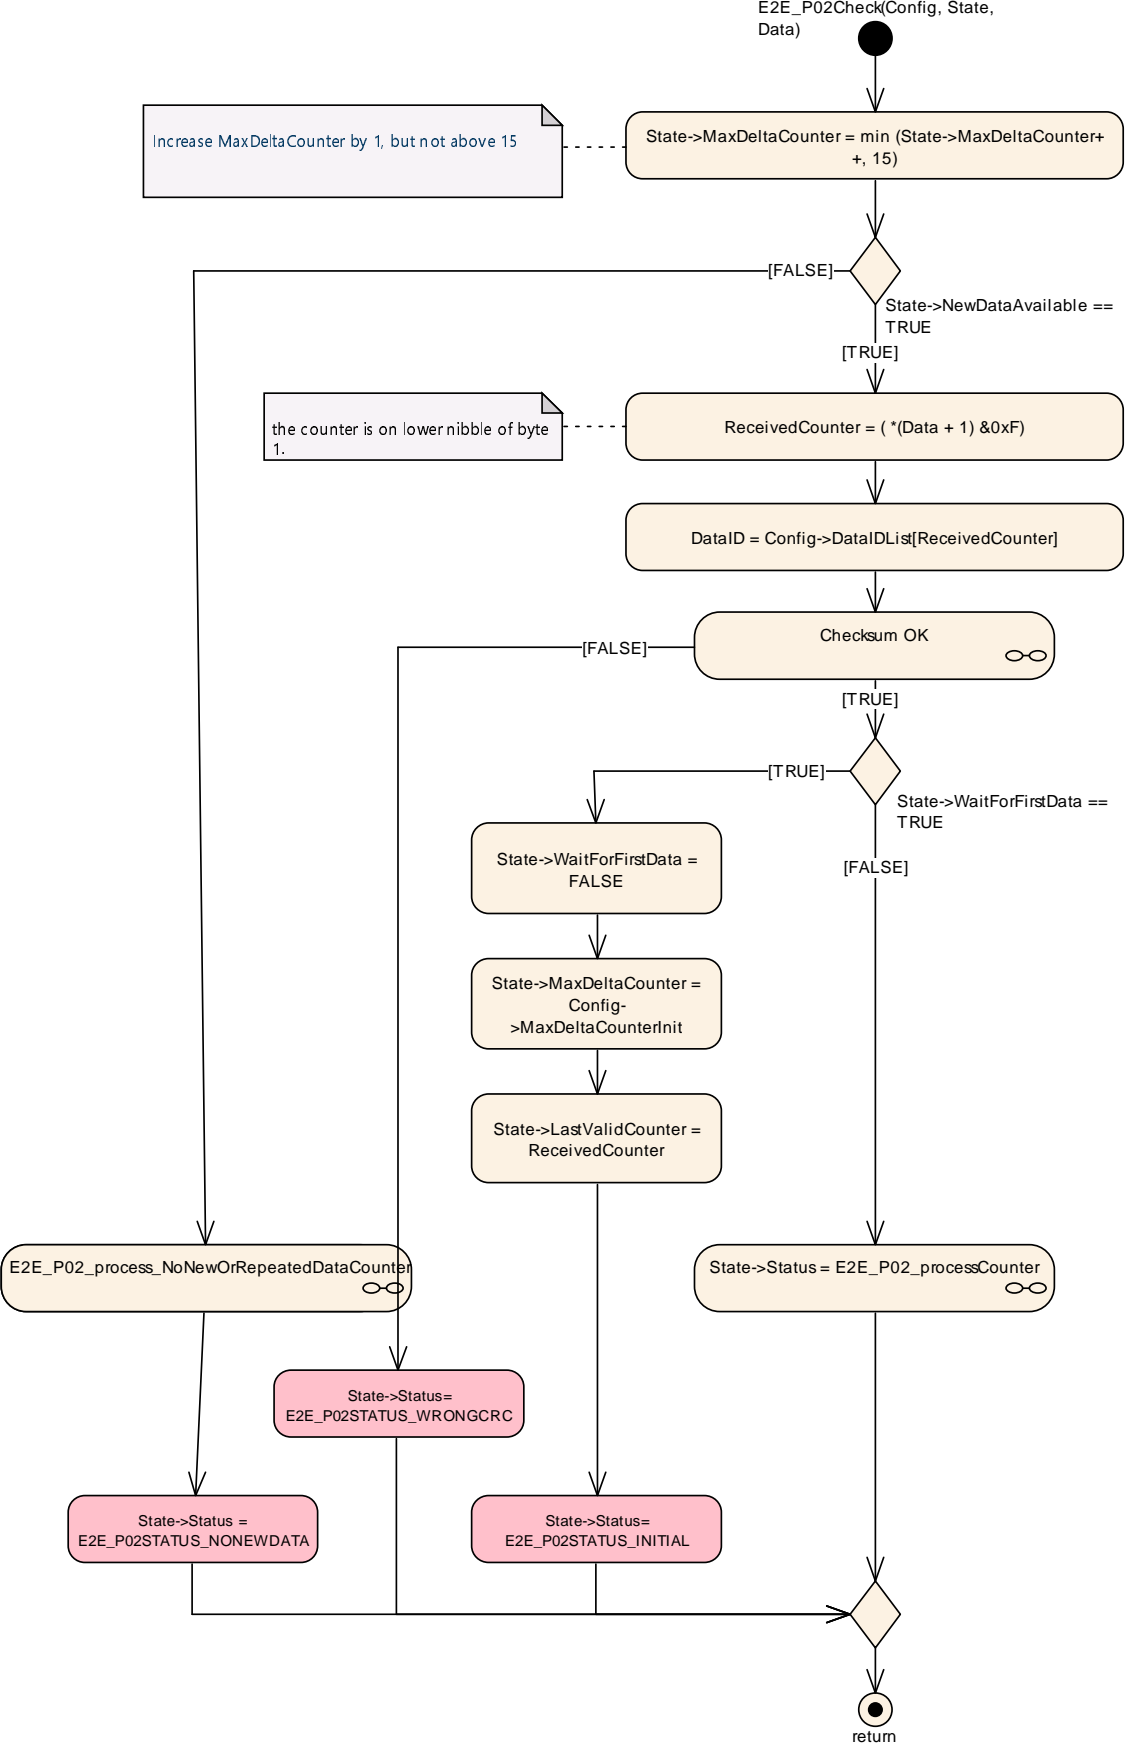 E2E_P02Check(Config, State,
Data)
Increase MaxDeltaCounter by 1, but not above 15
State->MaxDeltaCounter = min (State->MaxDeltaCounter+
+, 15)
[FALSE]
State->NewDataAvailable ==
TRUE
[TRUE]
the counter is on lower nibble of byte
1.
ReceivedCounter = ( *(Data + 1) &0xF)
DataID = Config->DataIDList[ReceivedCounter]
Checksum OK
[FALSE]
[TRUE]
[TRUE]
State->WaitForFirstData ==
TRUE
State->WaitForFirstData =
FALSE
[FALSE]
State->MaxDeltaCounter =
Config-
>MaxDeltaCounterInit
State->LastValidCounter =
ReceivedCounter
E2E_P02_process_NoNewOrRepeatedDataCounter
State->Status = E2E_P02_processCounter
State->Status=
E2E_P02STATUS_WRONGCRC
State->Status =
E2E_P02STATUS_NONEWDATA
State->Status=
E2E_P02STATUS_INITIAL
return